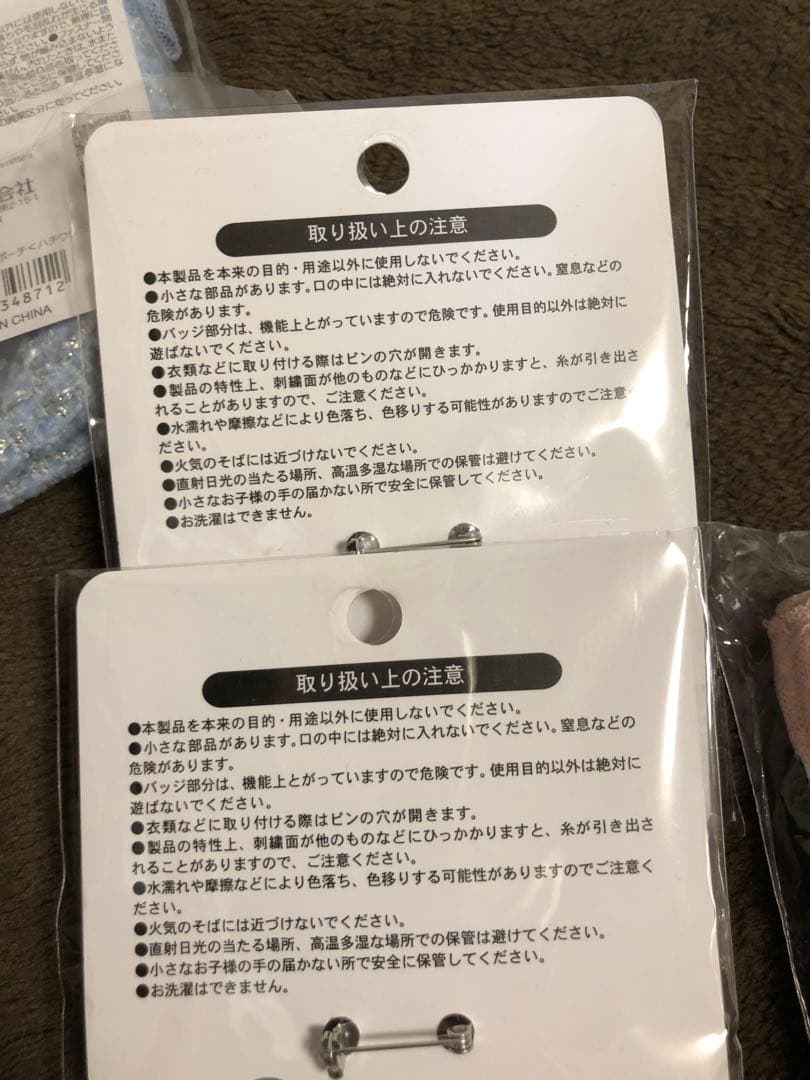 348712
N CHINA
取り扱い上の注意
●本製品を本来の目的・用途以外に使用しないでください。
●小さな部品があります。口の中には絶対に入れないでください。窒息などの
危険があります。
●バッジ部分は、機能上とがっていますので危険です。使用目的以外は絶対に
遊ばないでください。
●衣類などに取り付ける際はピンの穴が開きます。
●製品の特性上、刺繍面が他のものなどにひっかかりますと、糸が引き出さ
れることがありますので、ご注意ください。
●水濡れや摩擦などにより色落ち、色移りする可能性がありますのでご注意く
ださい。
●火気のそばには近づけないでください。
●直射日光の当たる場所、高温多湿な場所での保管は避けてください。
●小さなお子様の手の届かない所で安全に保管してください。
●お洗濯はできません。
取り扱い上の注意
●本製品を本来の目的・用途以外に使用しないでください。
●小さな部品があります。口の中には絶対に入れないでください。窒息などの
危険があります。
●バッジ部分は、機能上とがっていますので危険です。使用目的以外は絶対に
遊ばないでください。
●衣類などに取り付ける際はピンの穴が開きます。
●製品の特性上、刺繍面が他のものなどにひっかかりますと、糸が引き出さ
れることがありますので、ご注意ください。
●水濡れや摩擦などにより色落ち、色移りする可能性がありますのでご注意く
ださい。
●火気のそばには近づけないでください。
●直射日光の当たる場所、高温多湿な場所での保管は避けてください。
●小さなお子様の手の届かない所で安全に保管してください。
●お洗濯はできません。